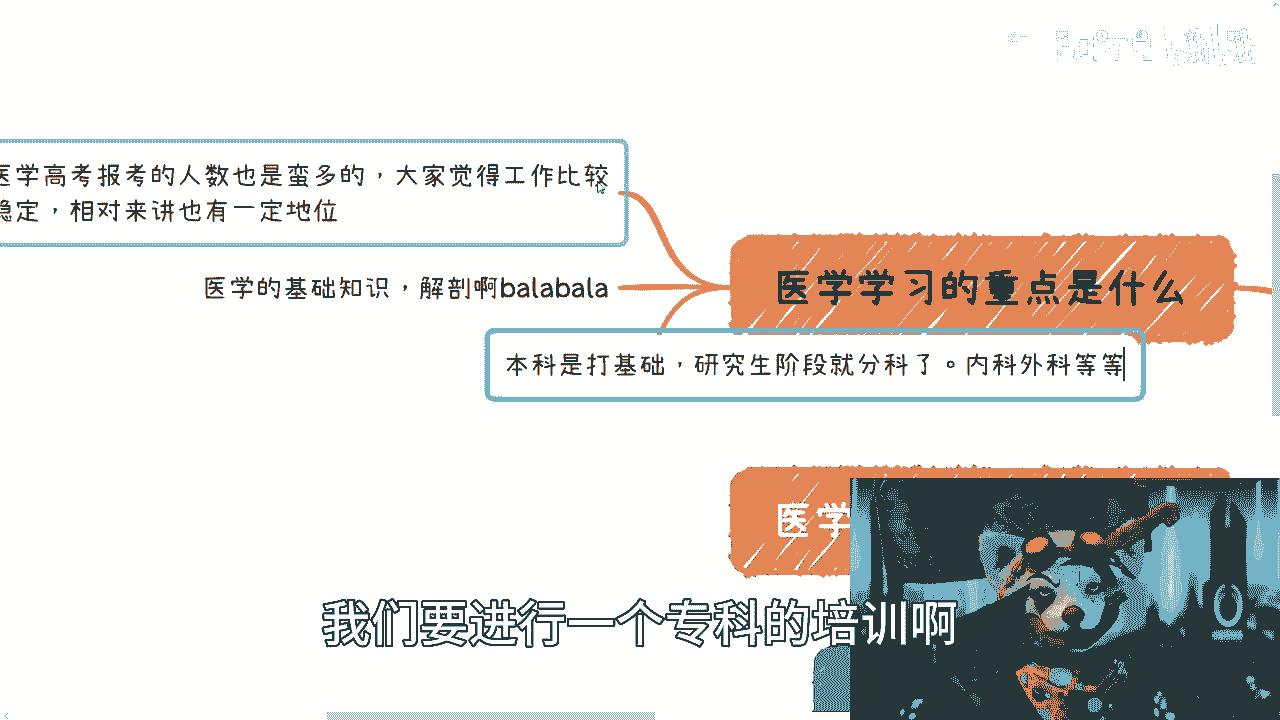 医学高考报考的人数也是蛮多的，大家觉得工作比较
稳定，相对来讲也有一定地位
医学的基础知识，解剖啊balabala
医学学习的重点是什么
本科是打基础，研究生阶段就分科了。内科外科等等
医学
我们要进行一个专科的培训啊